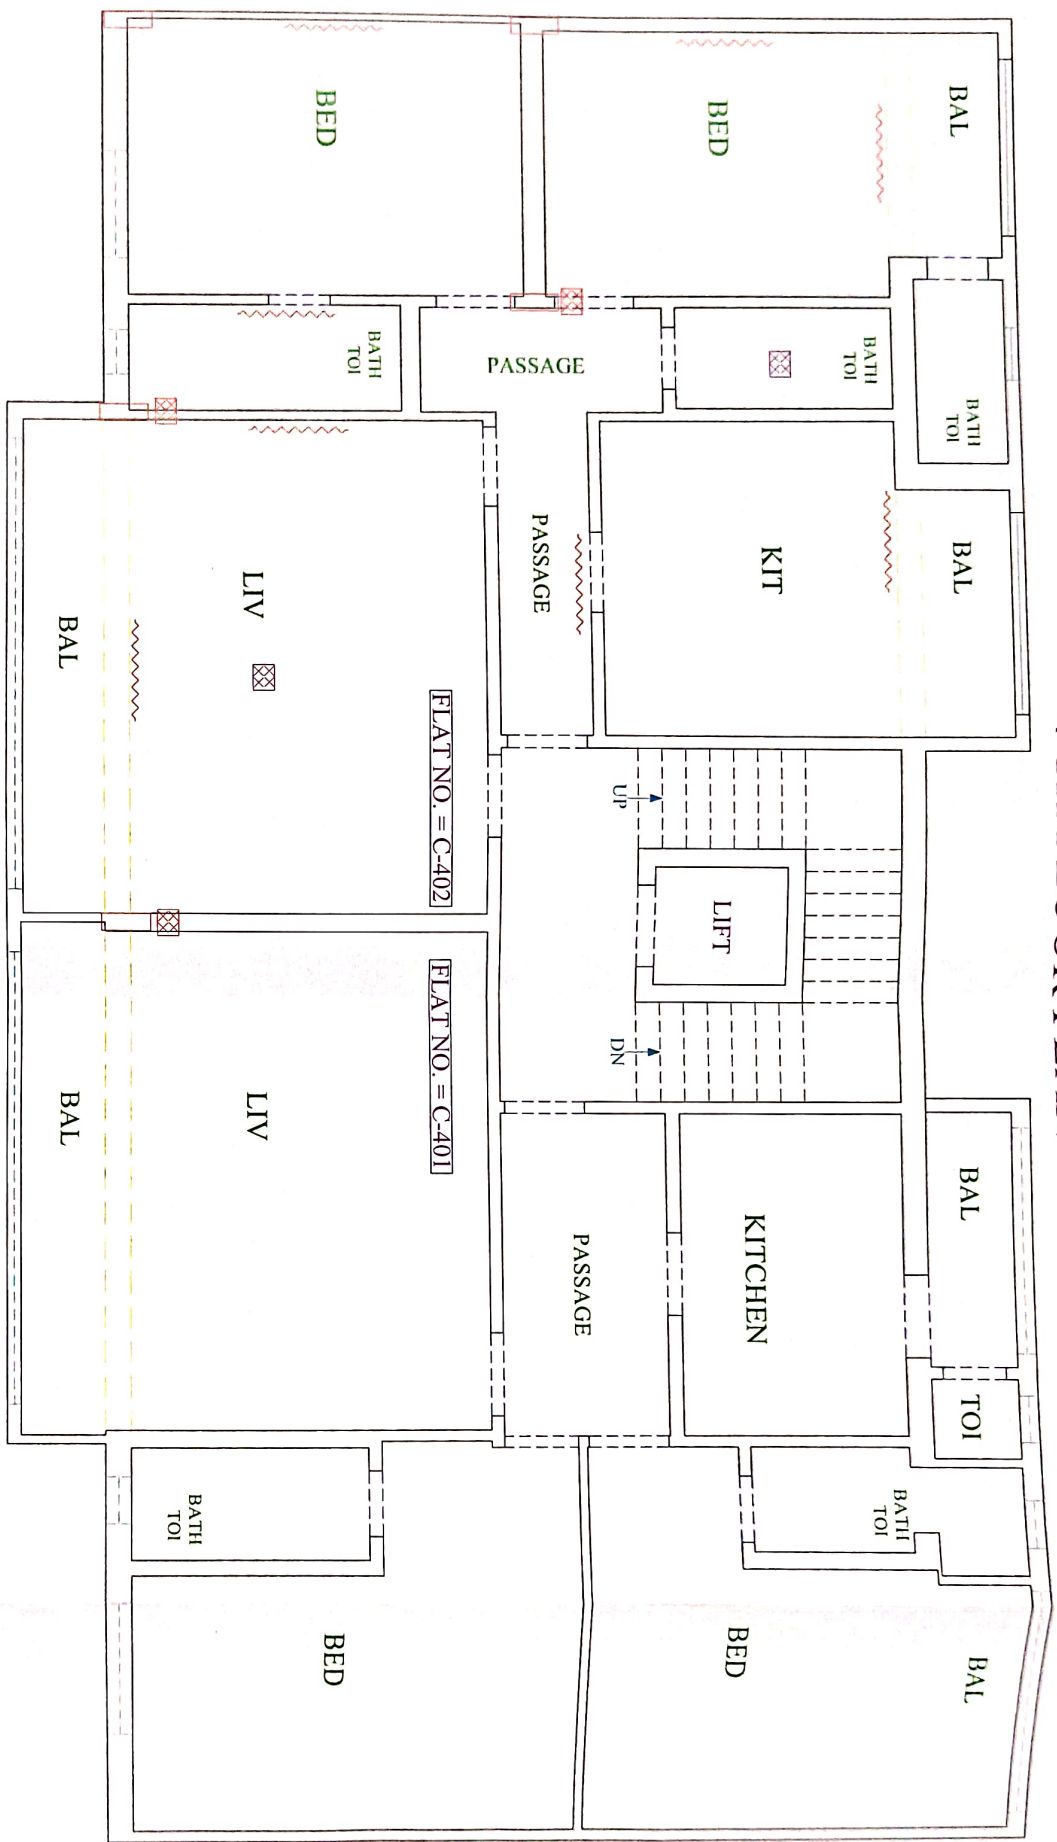 BAL
BATH
TOI
BAL
BAL
TOI
BAL
BATH
TOI
BATH
TOI
BED
KIT
LIFT
KITCHEN
BED
UP
DN
PASSAGE
PASSAGE
PASSAGE
FLAT NO. = C-402
FLAT NO. = C-401
BED
BATH
TOI
LIV
LIV
BATH
TOI
BED
BAL
BAL